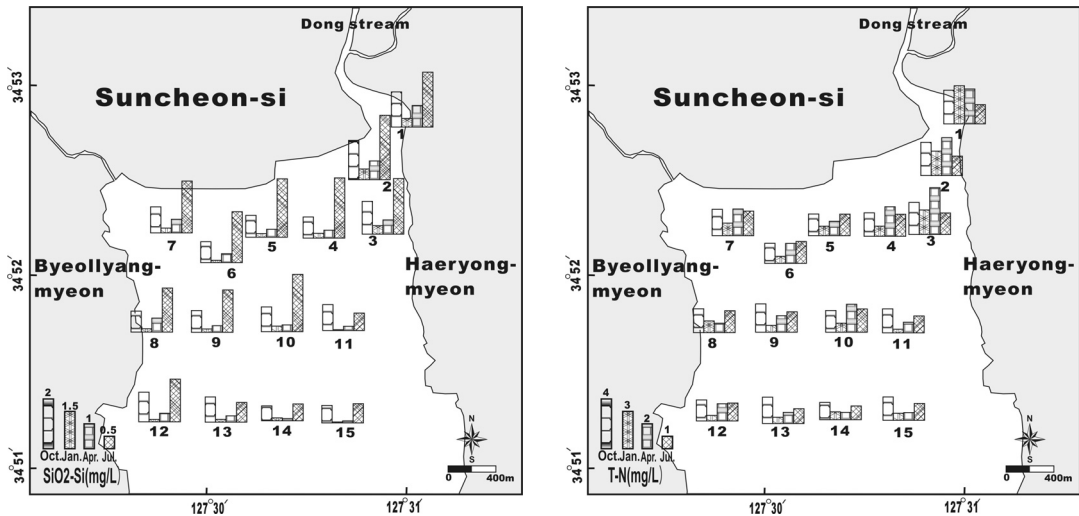 Dong stream
34°53′
Suncheon-si
1
2
3
4
5
6
7
34°52′
Byeollyang-
myeon
Haeryong-
myeon
8
9
10
11
12
13
14
15
2
1.5
1
0.5
Oct. Jan. Apr. Jul.
SiO2-Si(mg/L)
N
S
400m
34°51′
127°30′
127°31′
Dong stream
34°53′
Suncheon-si
1
2
3
4
5
6
7
34°52′
Byeollyang-
myeon
Haeryong-
myeon
8
9
10
11
12
13
14
15
4
3
2
1
Oct. Jan. Apr. Jul.
T-N(mg/L)
N
S
400m
34°51′
127°30′
127°31′